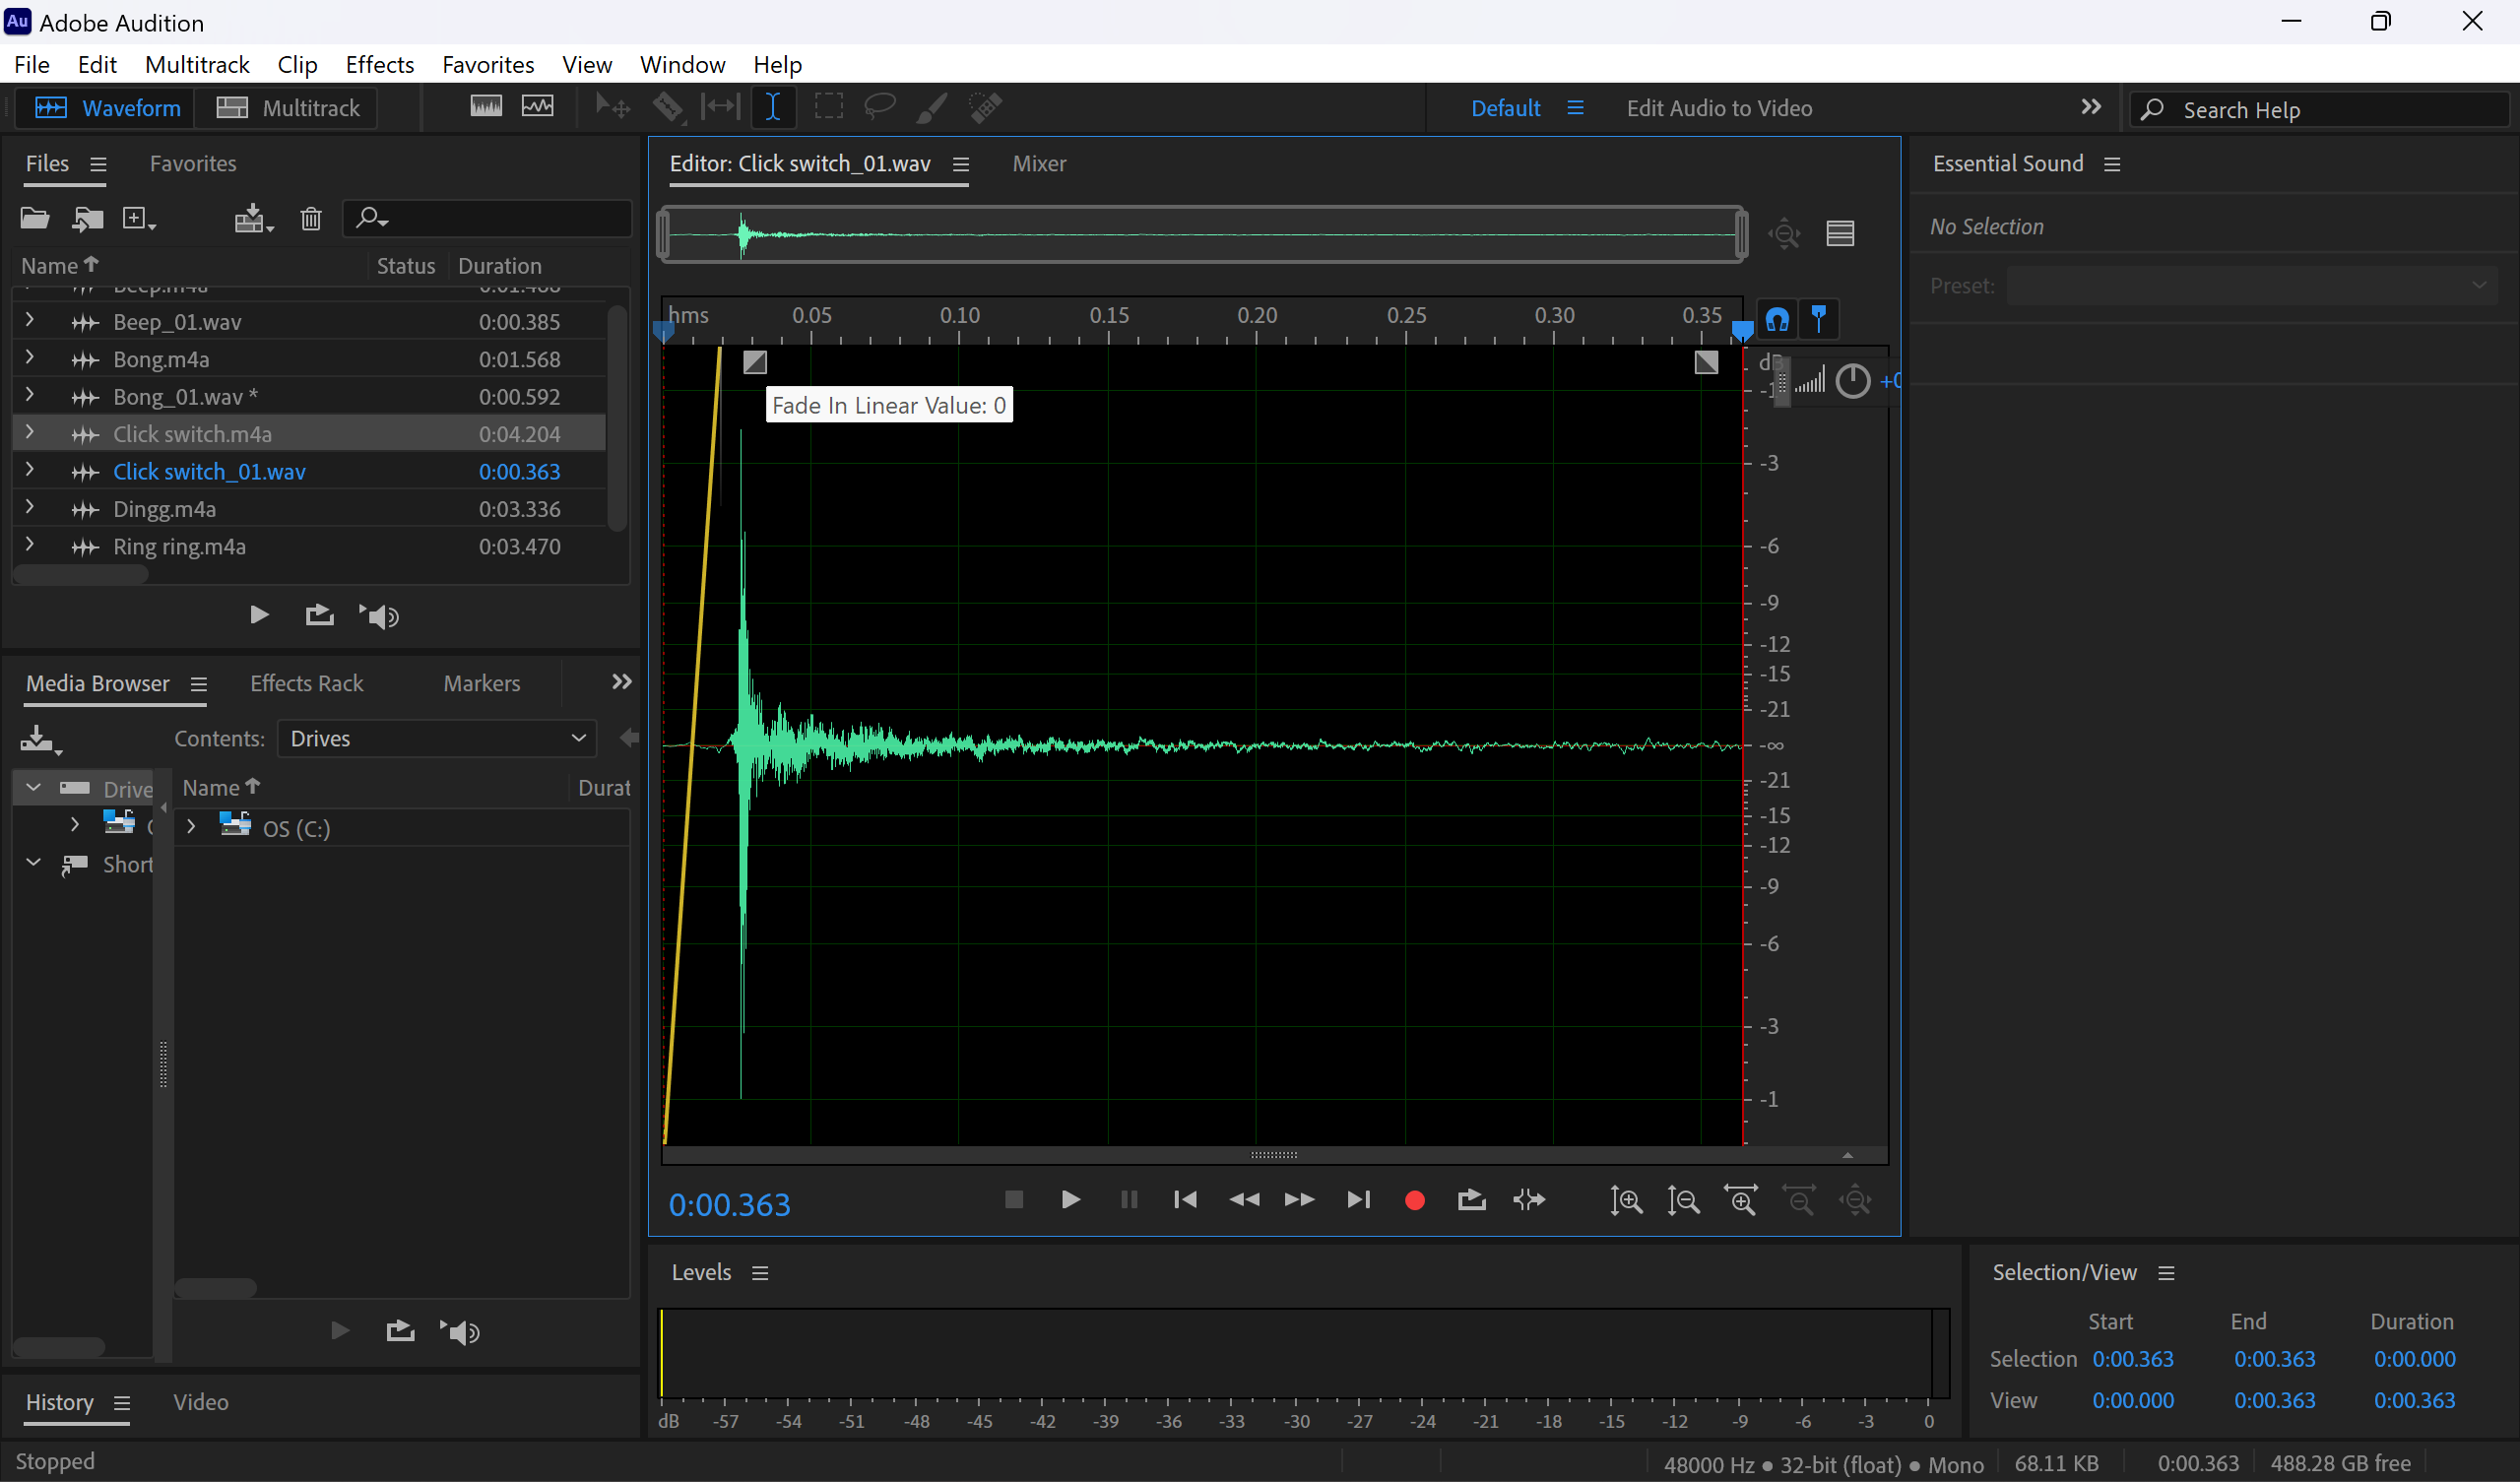 Au Adobe Audition
File Edit Multitrack Clip Effects Favorites View Window Help
Waveform Multitrack Default Edit Audio to Video Search Help
Files Favorites
Name Status Duration
Beep.m4a
Beep_01.wav 0:00.385
Bong.m4a 0:01.568
Bong_01.wav * 0:00.592
Click switch.m4a 0:04.204
Click switch_01.wav 0:00.363
Dingg.m4a 0:03.336
Ring ring.m4a 0:03.470
Media Browser Effects Rack Markers
Contents: Drives
Name Durat
Drive
OS (C:)
Short
History Video
Editor: Click switch_01.wav Mixer
hms 0.05 0.10 0.15 0.20 0.25 0.30 0.35
Fade In Linear Value: 0
dB
-1
+0
-3
-6
-9
-12
-15
-21
-∞
-21
-15
-12
-9
-6
-3
-1
0:00.363
Essential Sound
No Selection
Preset:
Levels
dB -57 -54 -51 -48 -45 -42 -39 -36 -33 -30 -27 -24 -21 -18 -15 -12 -9 -6 -3 0
Selection/View
Start End Duration
Selection 0:00.363 0:00.363 0:00.000
View 0:00.000 0:00.363 0:00.363
Stopped 48000 Hz ● 32-bit (float) ● Mono 68.11 KB 0:00.363 488.28 GB free